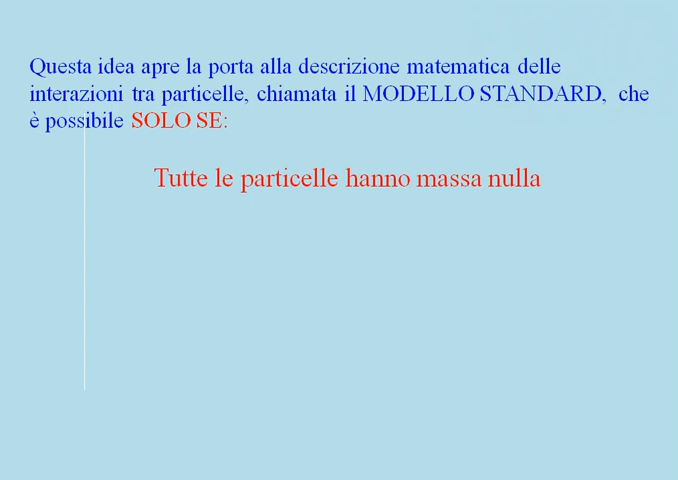 Questa idea apre la porta alla descrizione matematica delle
interazioni tra particelle, chiamata il MODELLO STANDARD,  che
è possibile SOLO SE:
Tutte le particelle hanno massa nulla